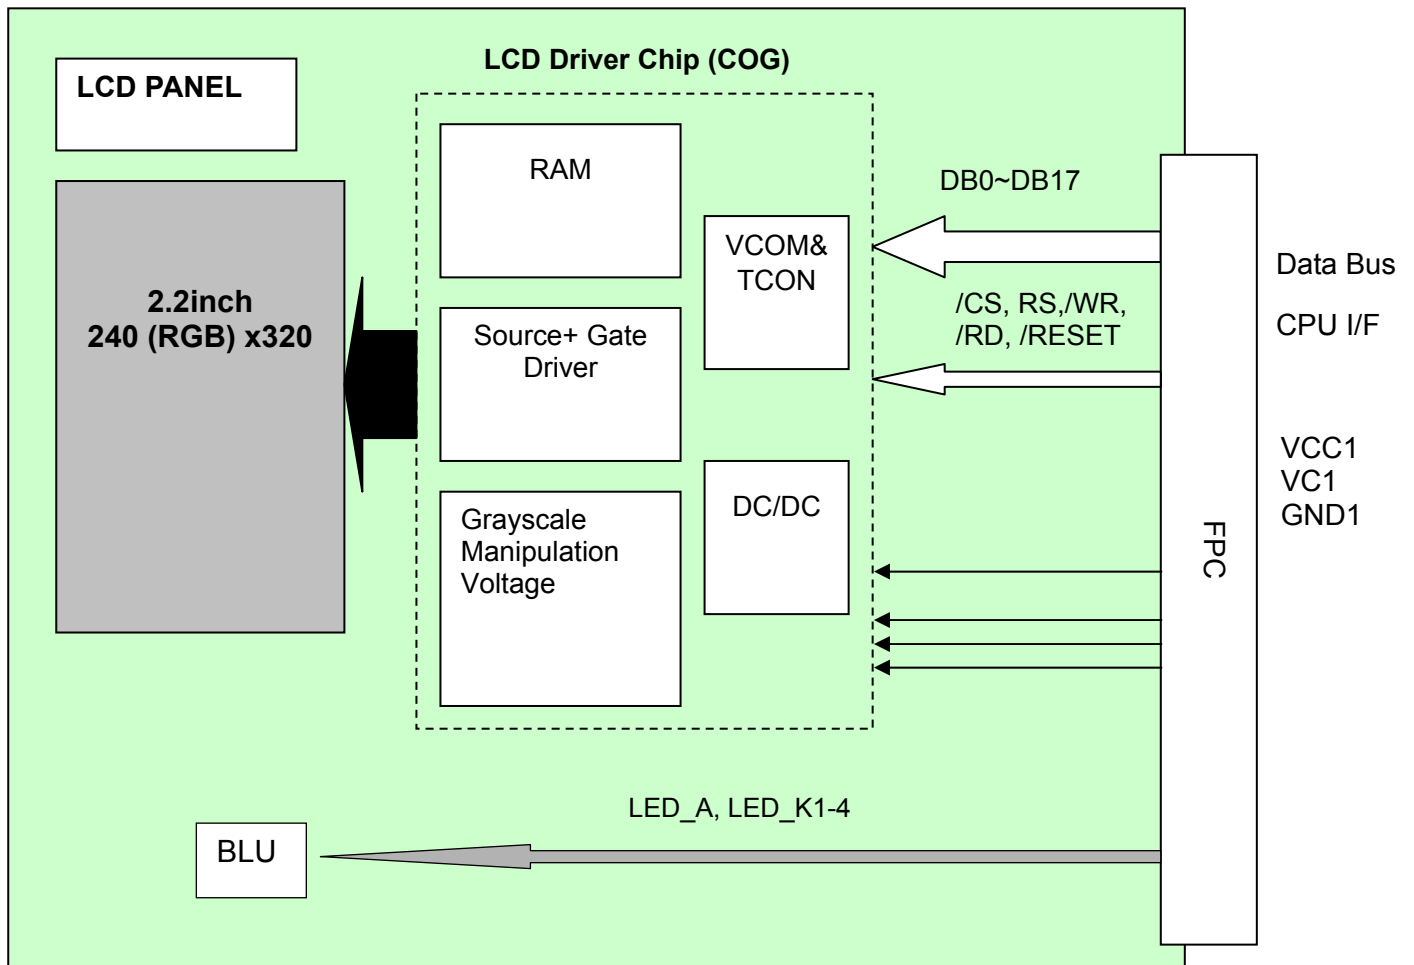 LCD Driver Chip (COG)
LCD PANEL
RAM
DB0~DB17
VCOM&
TCON
Data Bus
2.2inch
240 (RGB) x320
/CS, RS,/WR,
/RD, /RESET
CPU I/F
Source+ Gate
Driver
VCC1
VC1
GND1
DC/DC
Grayscale
Manipulation
Voltage
FPC
LED_A, LED_K1-4
BLU